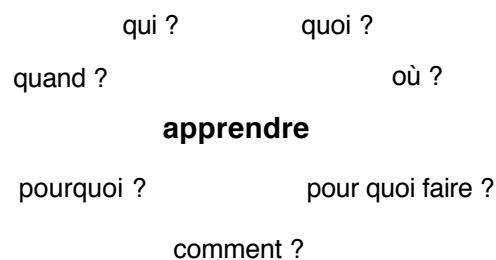 qui ? quoi ?
quand ? où ?
apprendre
pourquoi ? pour quoi faire ?
comment ?